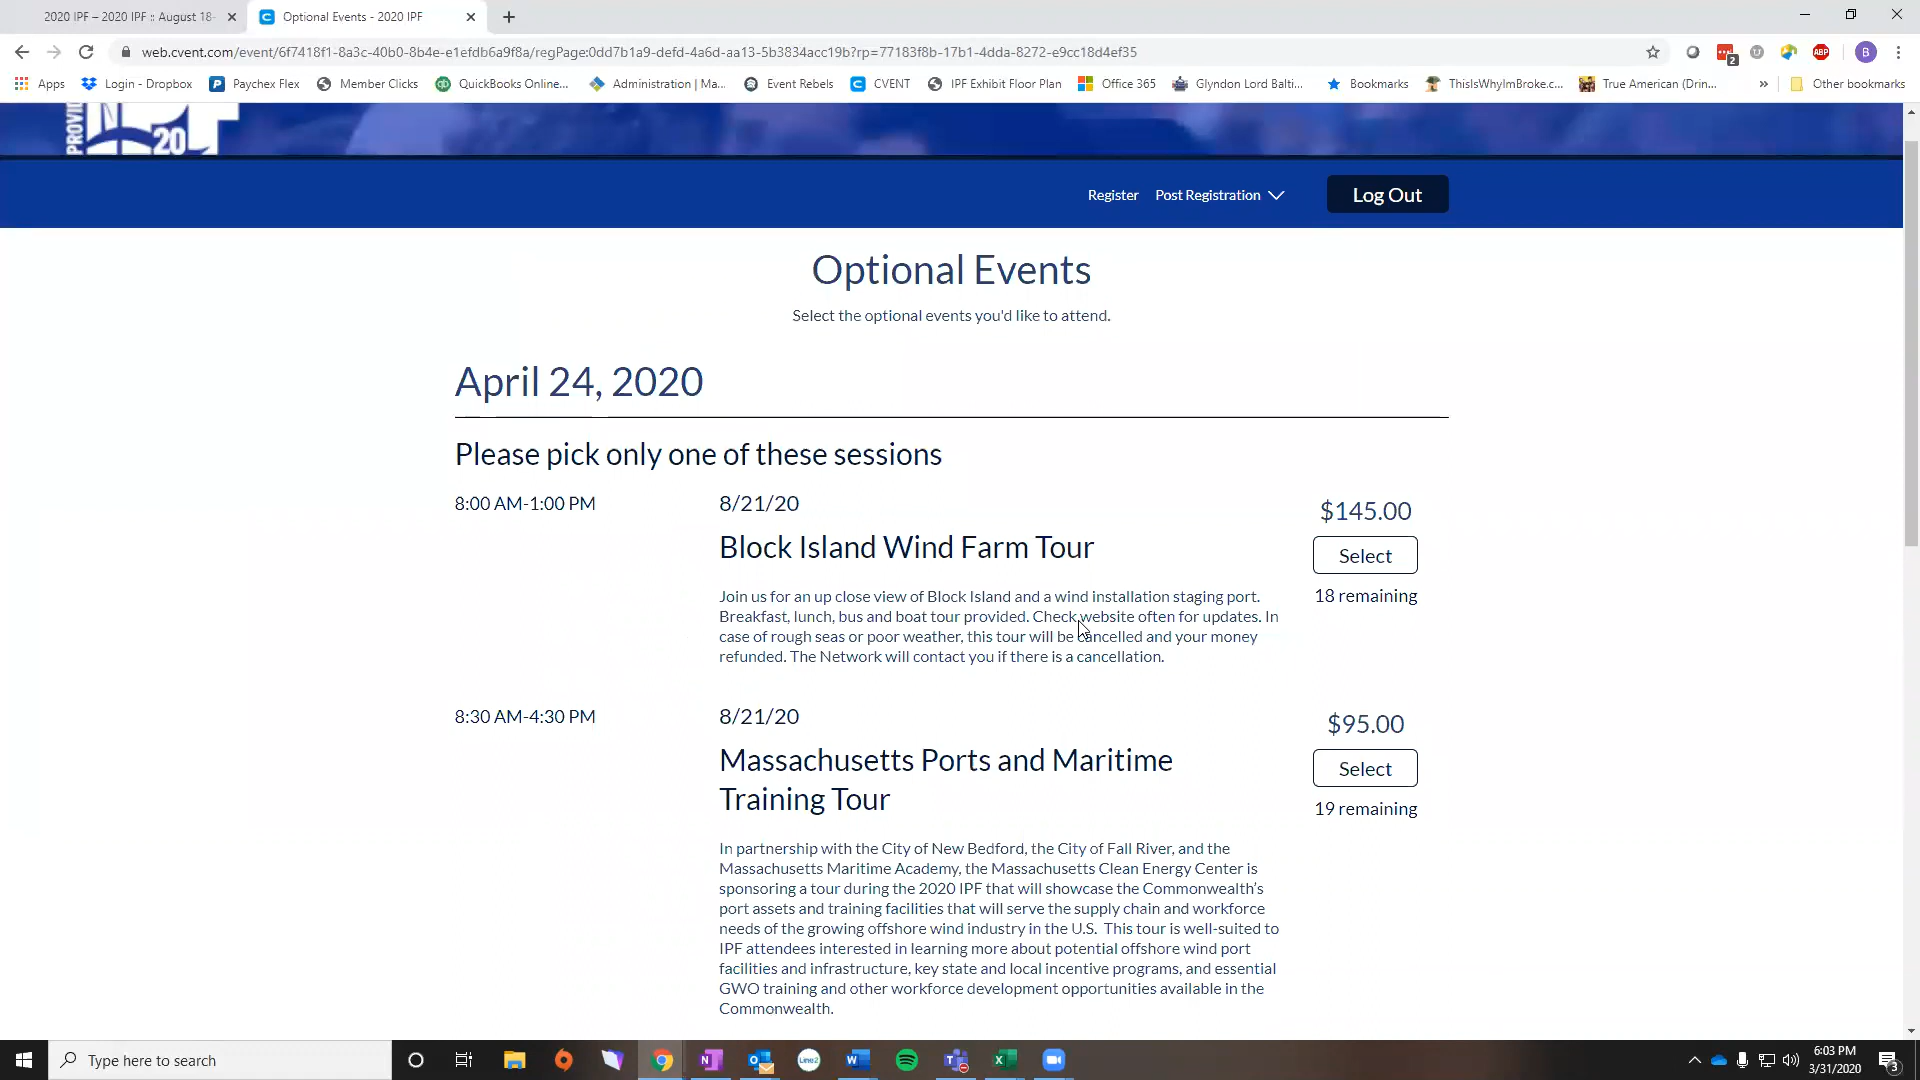 2020 IPF – 2020 IPF :: August 18-
Optional Events - 2020 IPF
web.cvent.com/event/6f7418f1-8a3c-40b0-8b4e-e1efdb6a9f8a/regPage:0dd7b1a9-defd-4a6d-aa13-5b3834acc19b?rp=77183f8b-17b1-4dda-8272-e9cc18d4ef35
2
ABP
B
Apps
Login - Dropbox
Paychex Flex
Member Clicks
QuickBooks Online...
Administration | Ma...
Event Rebels
CVENT
IPF Exhibit Floor Plan
Office 365
Glyndon Lord Balti...
Bookmarks
ThisIsWhyImBroke.c...
True American (Drin...
»
Other bookmarks
20
Register
Post Registration
Log Out
Optional Events
Select the optional events you'd like to attend.
April 24, 2020
Please pick only one of these sessions
8:00 AM-1:00 PM
8/21/20
Block Island Wind Farm Tour
Join us for an up close view of Block Island and a wind installation staging port.
Breakfast, lunch, bus and boat tour provided. Check website often for updates. In
case of rough seas or poor weather, this tour will be cancelled and your money
refunded. The Network will contact you if there is a cancellation.
$145.00
Select
18 remaining
8:30 AM-4:30 PM
8/21/20
Massachusetts Ports and Maritime
Training Tour
In partnership with the City of New Bedford, the City of Fall River, and the
Massachusetts Maritime Academy, the Massachusetts Clean Energy Center is
sponsoring a tour during the 2020 IPF that will showcase the Commonwealth's
port assets and training facilities that will serve the supply chain and workforce
needs of the growing offshore wind industry in the U.S. This tour is well-suited to
IPF attendees interested in learning more about potential offshore wind port
facilities and infrastructure, key state and local incentive programs, and essential
GWO training and other workforce development opportunities available in the
Commonwealth.
$95.00
Select
19 remaining
Type here to search
Line2
6:03 PM
3/31/2020
3